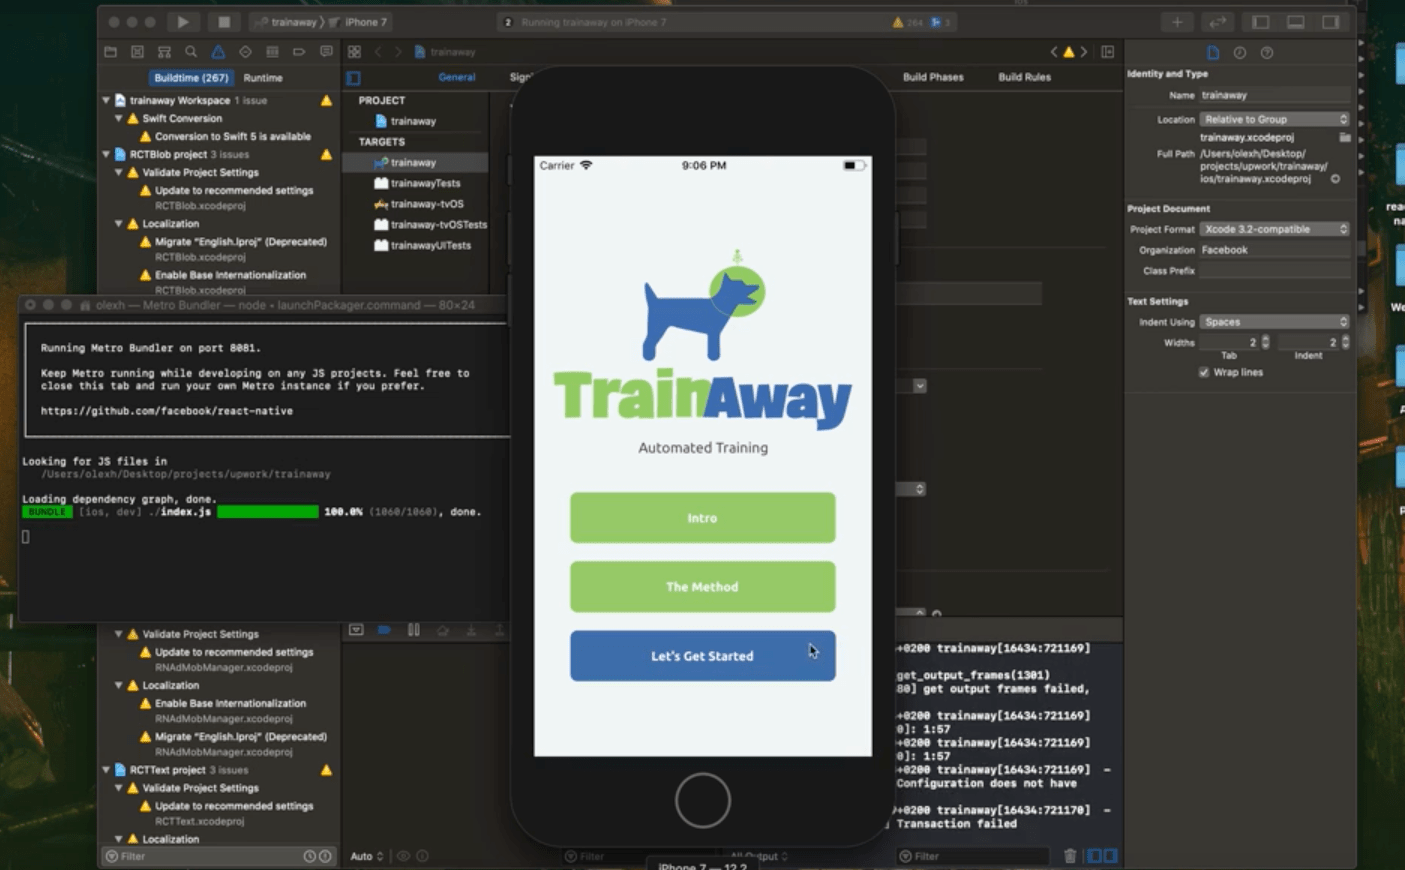 trainaway
iPhone 7
2 Running trainaway on iPhone 7
264
3
trainaway
Buildtime (267) Runtime
General
Build Phases
Build Rules
trainaway Workspace 1 issue
Swift Conversion
Conversion to Swift 5 is available
RCTBlob project 3 issues
Validate Project Settings
Update to recommended settings
RCTBlob.xcodeproj
Localization
Migrate "English.lproj" (Deprecated)
RCTBlob.xcodeproj
Enable Base Internationalization
RCTBlob.xcodeproj
PROJECT
trainaway
TARGETS
trainaway
trainawayTests
trainaway-tvOS
trainaway-tvOSTests
trainawayUITests
olexh — Metro Bundler — node • launchPackager.command — 80×24
Running Metro Bundler on port 8081.
Keep Metro running while developing on any JS projects. Feel free to
close this tab and run your own Metro instance if you prefer.
https://github.com/facebook/react-native
Looking for JS files in
/Users/olexh/Desktop/projects/upwork/trainaway
Loading dependency graph, done.
BUNDLE [ios, dev] ./index.js 100.0% (1060/1060), done.
Validate Project Settings
Update to recommended settings
RNAdMobManager.xcodeproj
Localization
Enable Base Internationalization
RNAdMobManager.xcodeproj
Migrate "English.lproj" (Deprecated)
RNAdMobManager.xcodeproj
RCTText project 3 issues
Validate Project Settings
Update to recommended settings
RCTText.xcodeproj
Localization
Filter
Auto
Filter
All Output
Filter
Carrier
9:06 PM
TrainAway
Automated Training
Intro
The Method
Let's Get Started
iPhone 7 — 12.2
+0200 trainaway[16434:721169]
get_output_frames(1301)
80] get output frames failed,
+0200 trainaway[16434:721169]
0]: 1:57
+0200 trainaway[16434:721169]
0]: 1:57
+0200 trainaway[16434:721169] -
Configuration does not have
+0200 trainaway[16434:721170] -
] Transaction failed
Identity and Type
Name trainaway
Location Relative to Group
trainaway.xcodeproj
Full Path /Users/olexh/Desktop/
projects/upwork/trainaway/
ios/trainaway.xcodeproj
Project Document
Project Format Xcode 3.2-compatible
Organization Facebook
Class Prefix
Text Settings
Indent Using Spaces
Widths 2 2
Tab Indent
Wrap lines